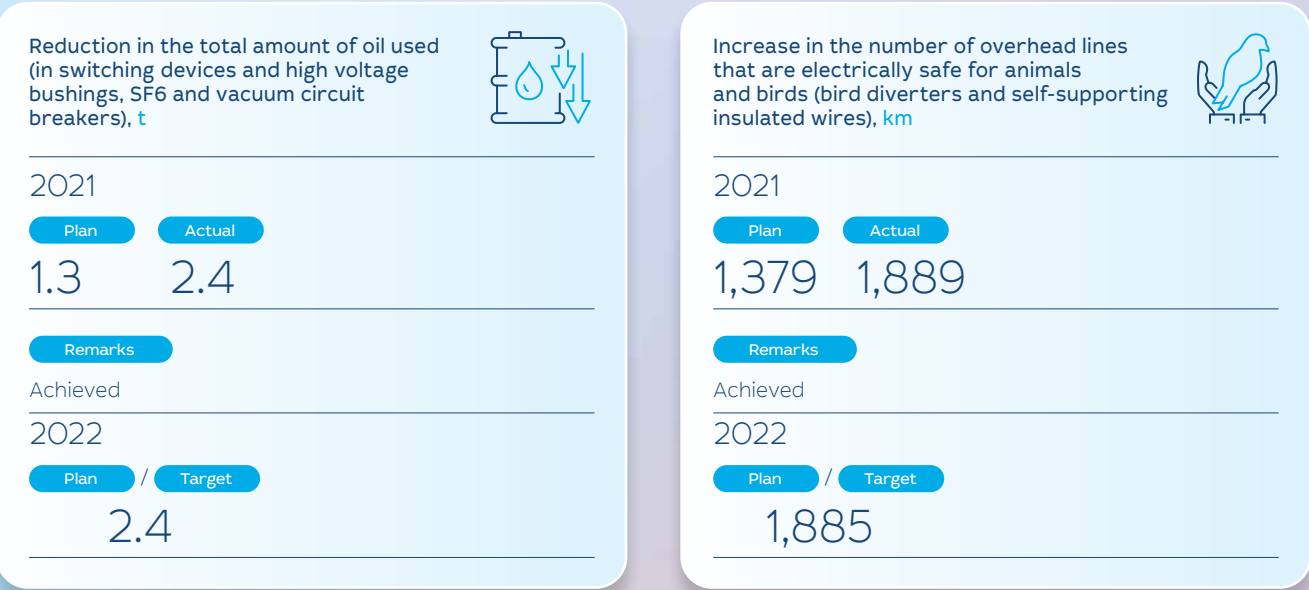 Reduction in the total amount of oil used
(in switching devices and high voltage
bushings, SF6 and vacuum circuit
breakers), t
2021
Plan Actual
1.3 2.4
Remarks
Achieved
2022
Plan / Target
2.4
Increase in the number of overhead lines
that are electrically safe for animals
and birds (bird diverters and self-supporting
insulated wires), km
2021
Plan Actual
1,379 1,889
Remarks
Achieved
2022
Plan / Target
1,885